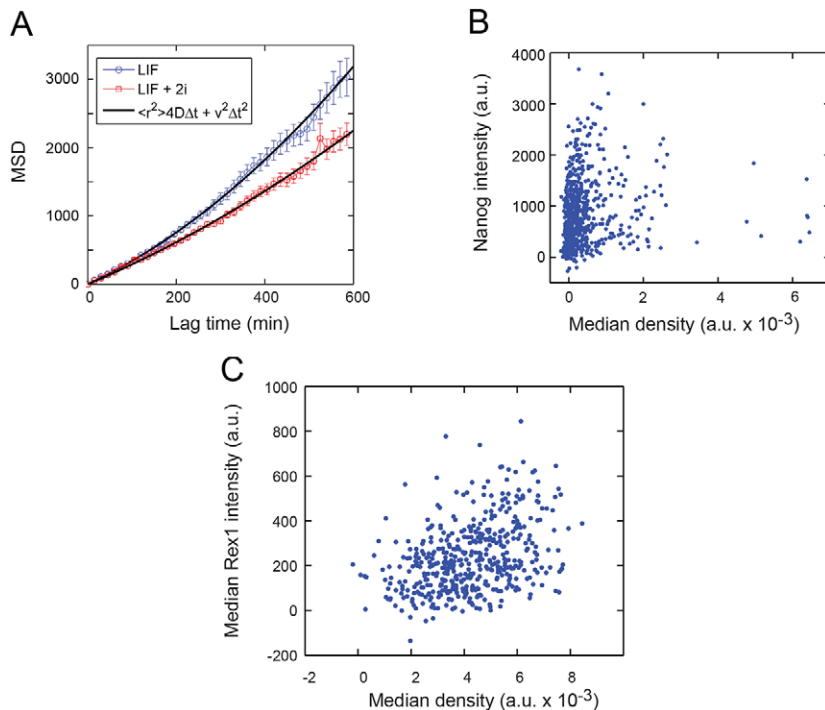 A
MSD
3000
2000
1000
0
0
200
400
600
Lag time (min)
LIF
LIF + 2i
<r²>4DΔt + v²Δt²
B
Nanog intensity (a.u.)
4000
3000
2000
1000
0
0
2
4
6
Median density (a.u. x 10⁻³)
C
Median Rex1 intensity (a.u.)
1000
800
600
400
200
0
-200
-2
0
2
4
6
8
Median density (a.u. x 10⁻³)